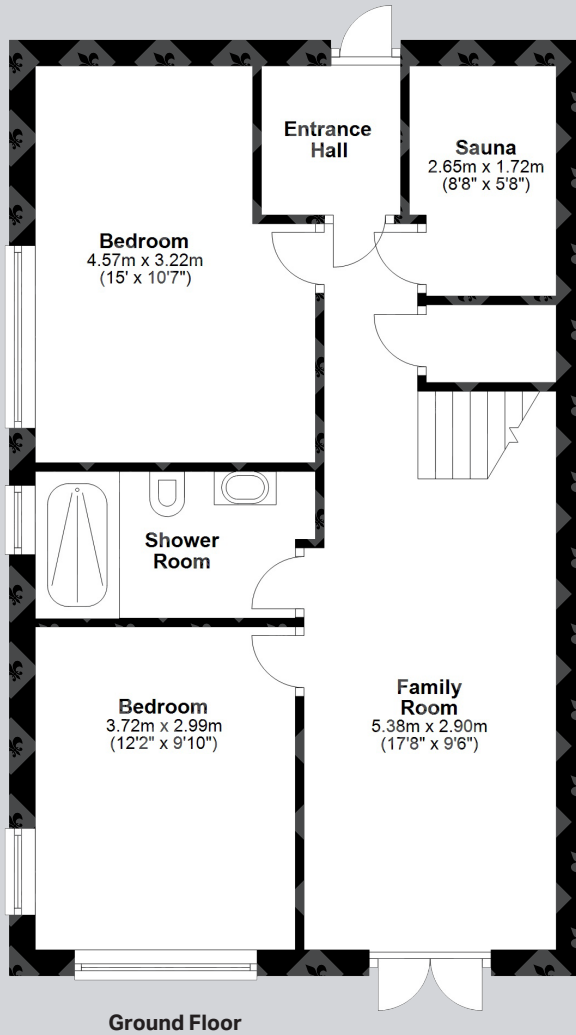 Entrance
Hall
Sauna
2.65m x 1.72m
(8'8" x 5'8")
Bedroom
4.57m x 3.22m
(15' x 10'7")
Shower
Room
Bedroom
3.72m x 2.99m
(12'2" x 9'10")
Family
Room
5.38m x 2.90m
(17'8" x 9'6")
Ground Floor